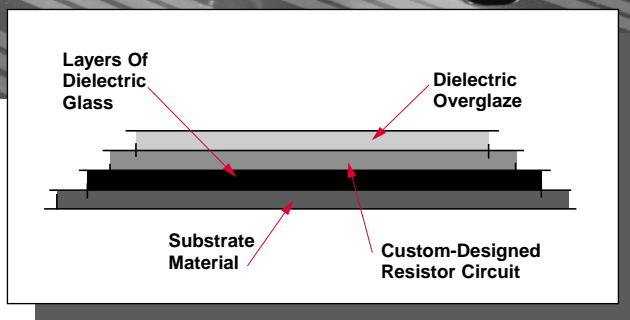 Layers Of
Dielectric
Glass
Dielectric
Overglaze
Substrate
Material
Custom-Designed
Resistor Circuit